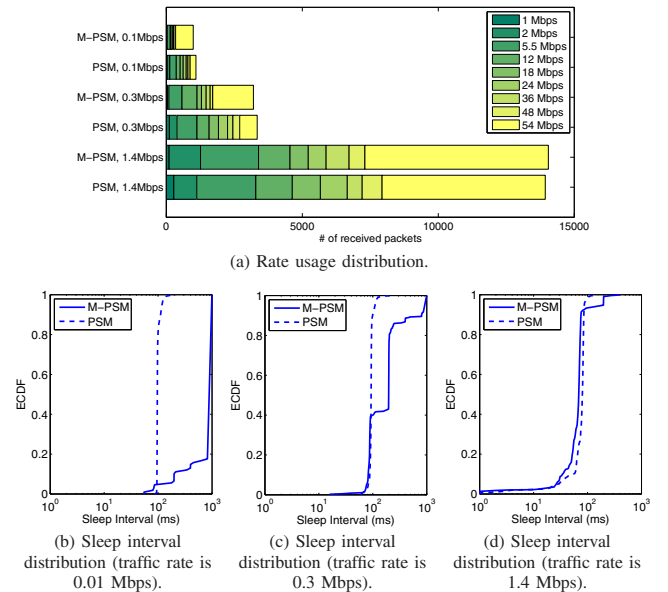 M-PSM, 0.1Mbps
PSM, 0.1Mbps
M-PSM, 0.3Mbps
PSM, 0.3Mbps
M-PSM, 1.4Mbps
PSM, 1.4Mbps
1 Mbps
2 Mbps
5.5 Mbps
12 Mbps
18 Mbps
24 Mbps
36 Mbps
48 Mbps
54 Mbps
0 5000 10000 15000
# of received packets
(a) Rate usage distribution.
M-PSM
PSM
ECDF
1
0.8
0.6
0.4
0.2
0
10^0 10^1 10^2 10^3
Sleep Interval (ms)
(b) Sleep interval
distribution (traffic rate is
0.01 Mbps).
M-PSM
PSM
ECDF
1
0.8
0.6
0.4
0.2
0
10^0 10^1 10^2 10^3
Sleep Interval (ms)
(c) Sleep interval
distribution (traffic rate is
0.3 Mbps).
M-PSM
PSM
ECDF
1
0.8
0.6
0.4
0.2
0
10^0 10^1 10^2 10^3
Sleep Interval (ms)
(d) Sleep interval
distribution (traffic rate is
1.4 Mbps).